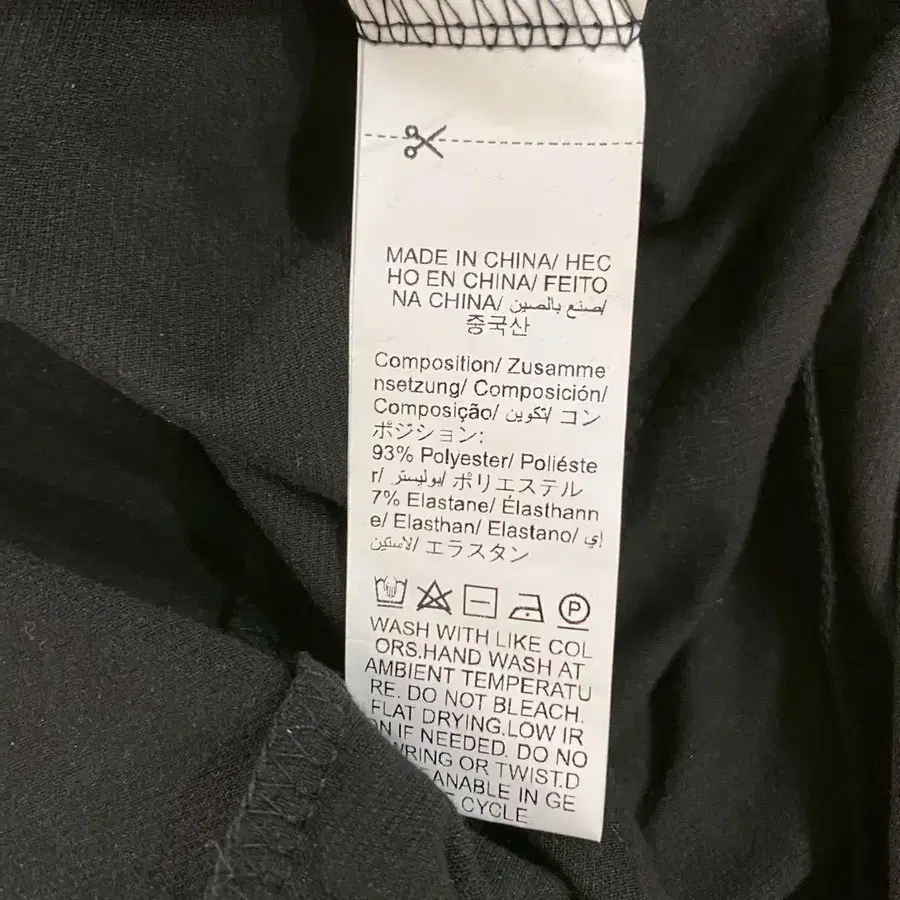 MADE IN CHINA/ HEC
HO EN CHINA/ FEITO
NA CHINA/ صنع بالصين/
중국산
Composition/ Zusamme
nsetzung/ Composición/
Composição/ تكوين/ コン
ポジション:
93% Polyester/ Poliéste
r/ بوليستر/ ポリエステル
7% Elastane/ Élasthann
e/ Elasthan/ Elastano/ إي
لاستين/ エラスタン
P
WASH WITH LIKE COL
ORS.HAND WASH AT
AMBIENT TEMPERATU
RE. DO NOT BLEACH.
FLAT DRYING.LOW IR
ON IF NEEDED. DO NO
WRING OR TWIST.D
ANABLE IN GE
CYCLE